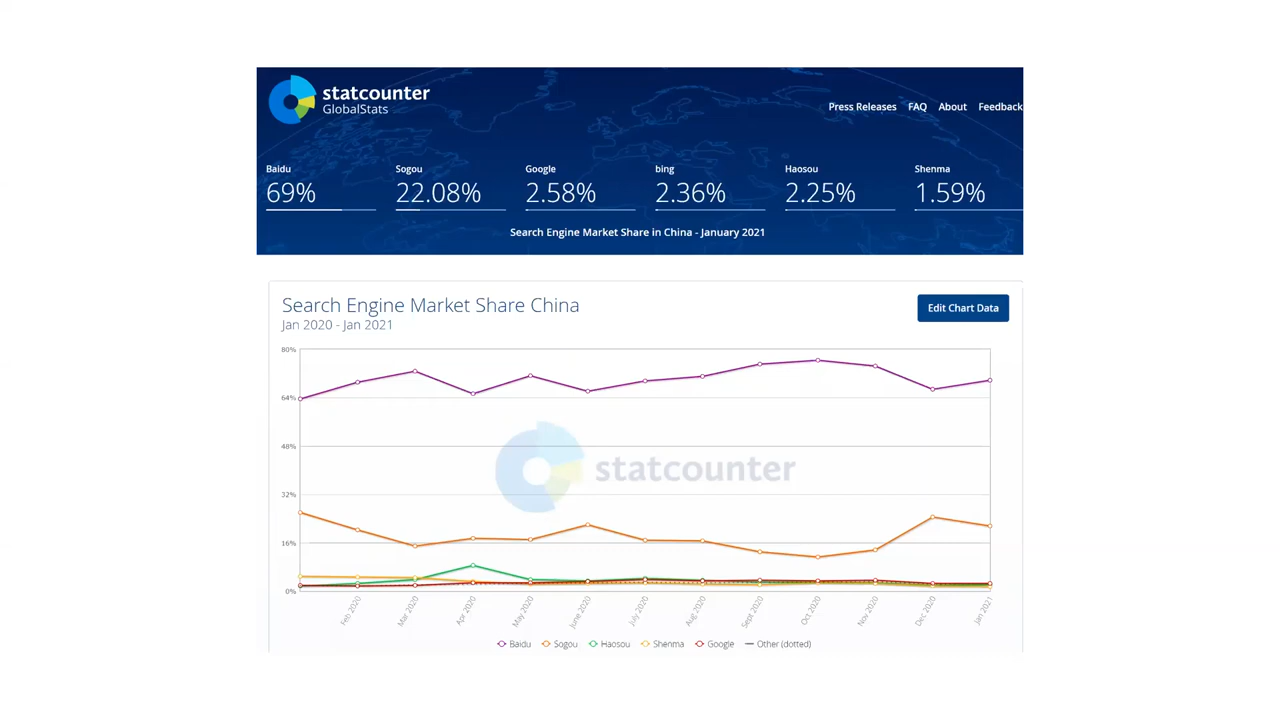 statcounter
GlobalStats
Press Releases FAQ About Feedback
Baidu Sogou Google bing Haosou Shenma
69% 22.08% 2.58% 2.36% 2.25% 1.59%
Search Engine Market Share in China - January 2021
Search Engine Market Share China
Edit Chart Data
Jan 2020 - Jan 2021
80%
64%
48%
statcounter
32%
16%
0%
Feb 2020 Mar 2020 Apr 2020 May 2020 June 2020 July 2020 Aug 2020 Sept 2020 Oct 2020 Nov 2020 Dec 2020 Jan 2021
Baidu Sogou Haosou Shenma Google Other (dotted)